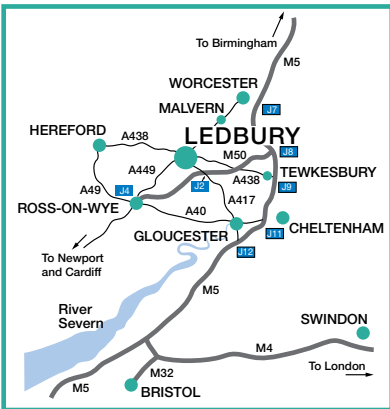 To Birmingham
M5
WORCESTER
MALVERN
J7
HEREFORD
A438
LEDBURY
M50
J8
A449
TEWKESBURY
A49
J4
J2
A438
J9
ROSS-ON-WYE
A417
A40
GLOUCESTER
J11
CHELTENHAM
J12
To Newport
and Cardiff
M5
River
Severn
SWINDON
M4
M32
To London
M5
BRISTOL